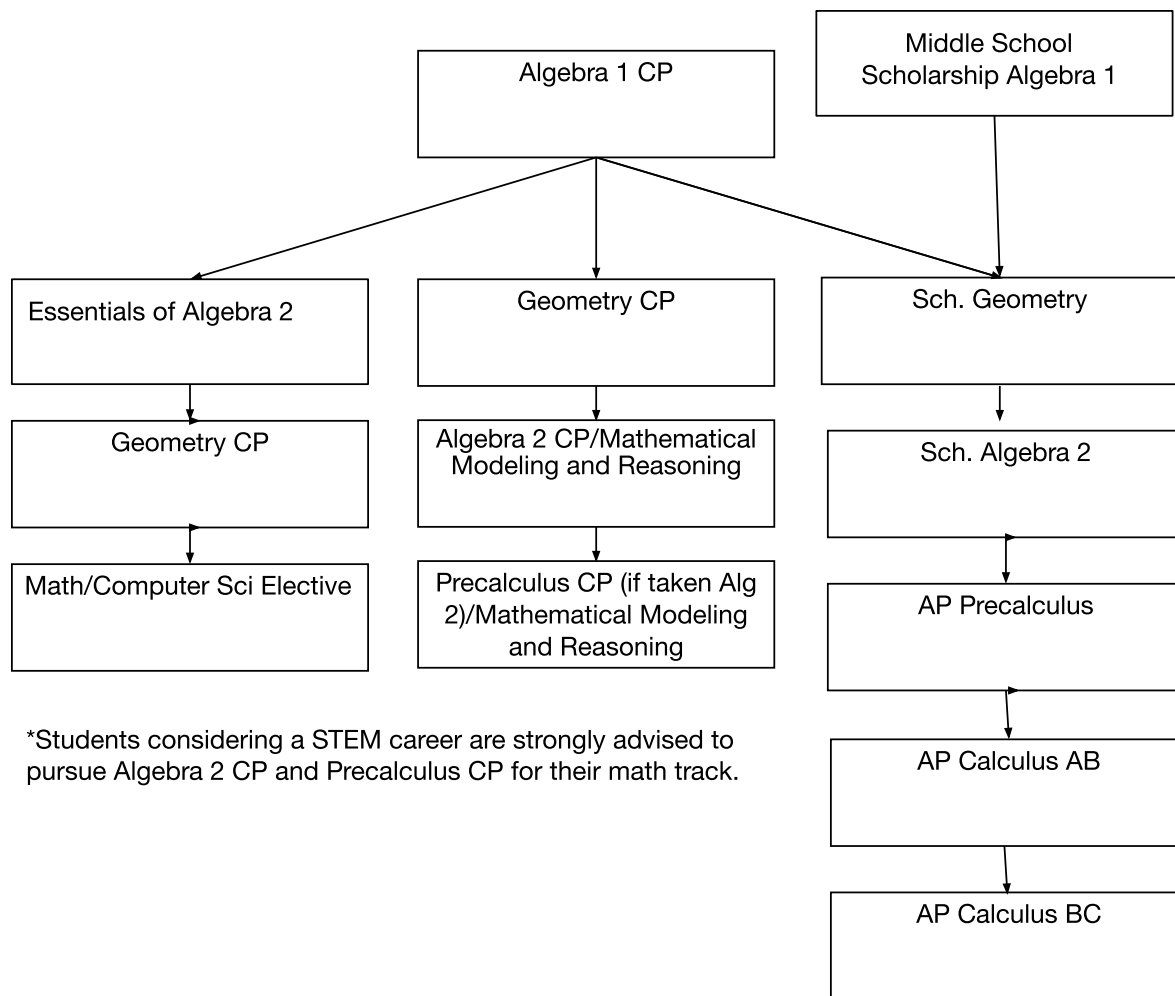 Algebra 1 CP
Middle School
Scholarship Algebra 1
Essentials of Algebra 2
Geometry CP
Sch. Geometry
Geometry CP
Algebra 2 CP/Mathematical
Modeling and Reasoning
Sch. Algebra 2
Math/Computer Sci Elective
Precalculus CP (if taken Alg
2)/Mathematical Modeling
and Reasoning
AP Precalculus
*Students considering a STEM career are strongly advised to
pursue Algebra 2 CP and Precalculus CP for their math track.
AP Calculus AB
AP Calculus BC